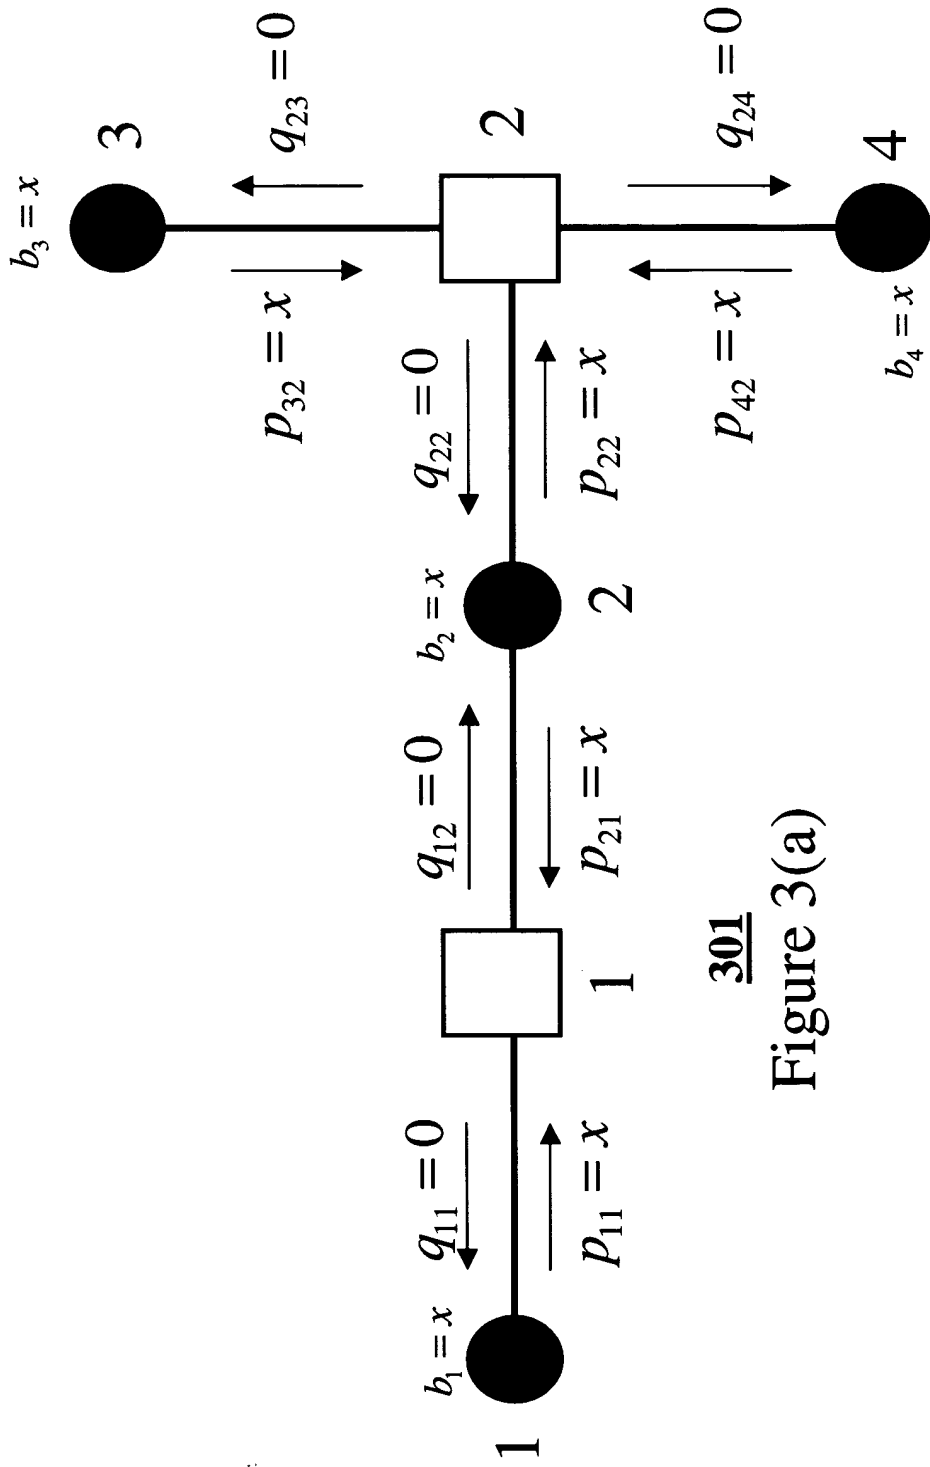 b₃ = x
3
q₂₃ = 0
p₃₂ = x
2
q₂₂ = 0
p₂₂ = x
q₂₄ = 0
p₄₂ = x
4
b₄ = x
b₂ = x
2
q₁₂ = 0
p₂₁ = x
1
q₁₁ = 0
p₁₁ = x
b₁ = x
1
301
Figure 3(a)